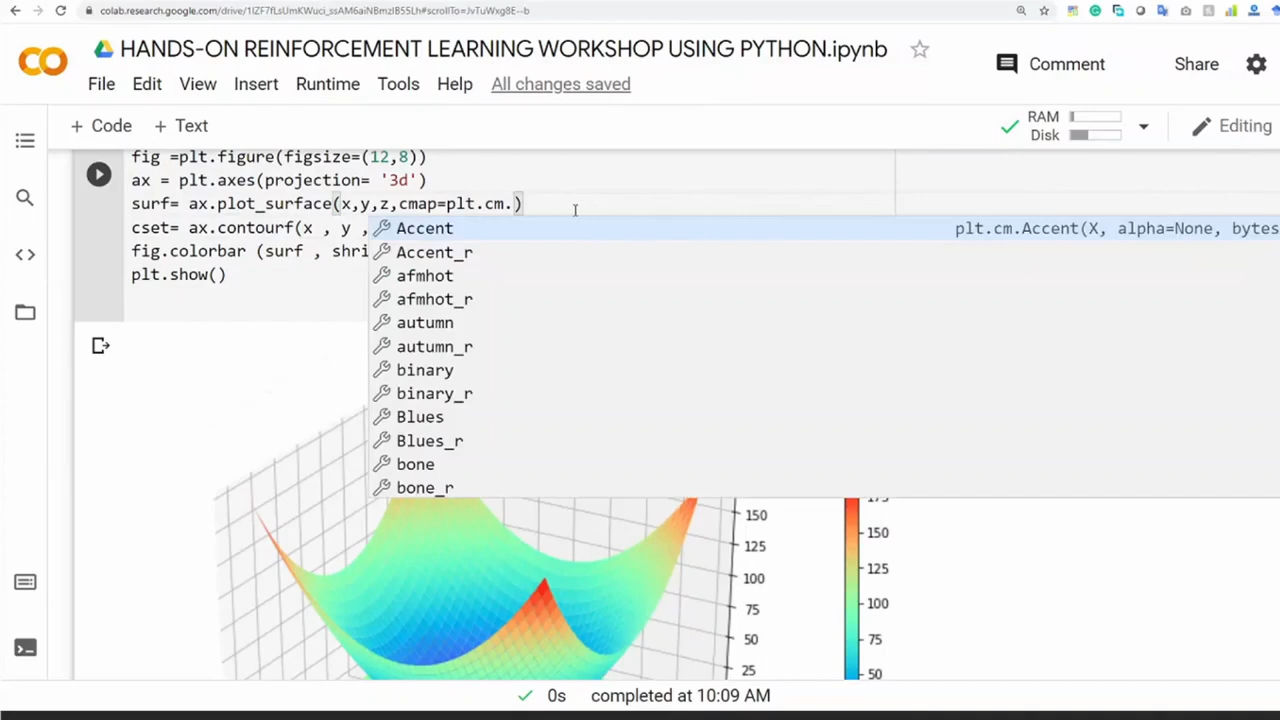 colab.research.google.com/drive/1IZF7fLsUmKWuci_ssAM6aiNBmzIB55Lh#scrollTo=JvTuWxg8E--b
HANDS-ON REINFORCEMENT LEARNING WORKSHOP USING PYTHON.ipynb
Comment
Share
File Edit View Insert Runtime Tools Help All changes saved
+ Code + Text
RAM
Disk
Editing
fig =plt.figure(figsize=(12,8))
ax = plt.axes(projection= '3d')
surf= ax.plot_surface(x,y,z,cmap=plt.cm.)
cset= ax.contourf(x , y ,
fig.colorbar (surf , shri
plt.show()
Accent plt.cm.Accent(X, alpha=None, bytes
Accent_r
afmhot
afmhot_r
autumn
autumn_r
binary
binary_r
Blues
Blues_r
bone
bone_r
150
125
100
75
50
25
175
150
125
100
75
50
0s completed at 10:09 AM